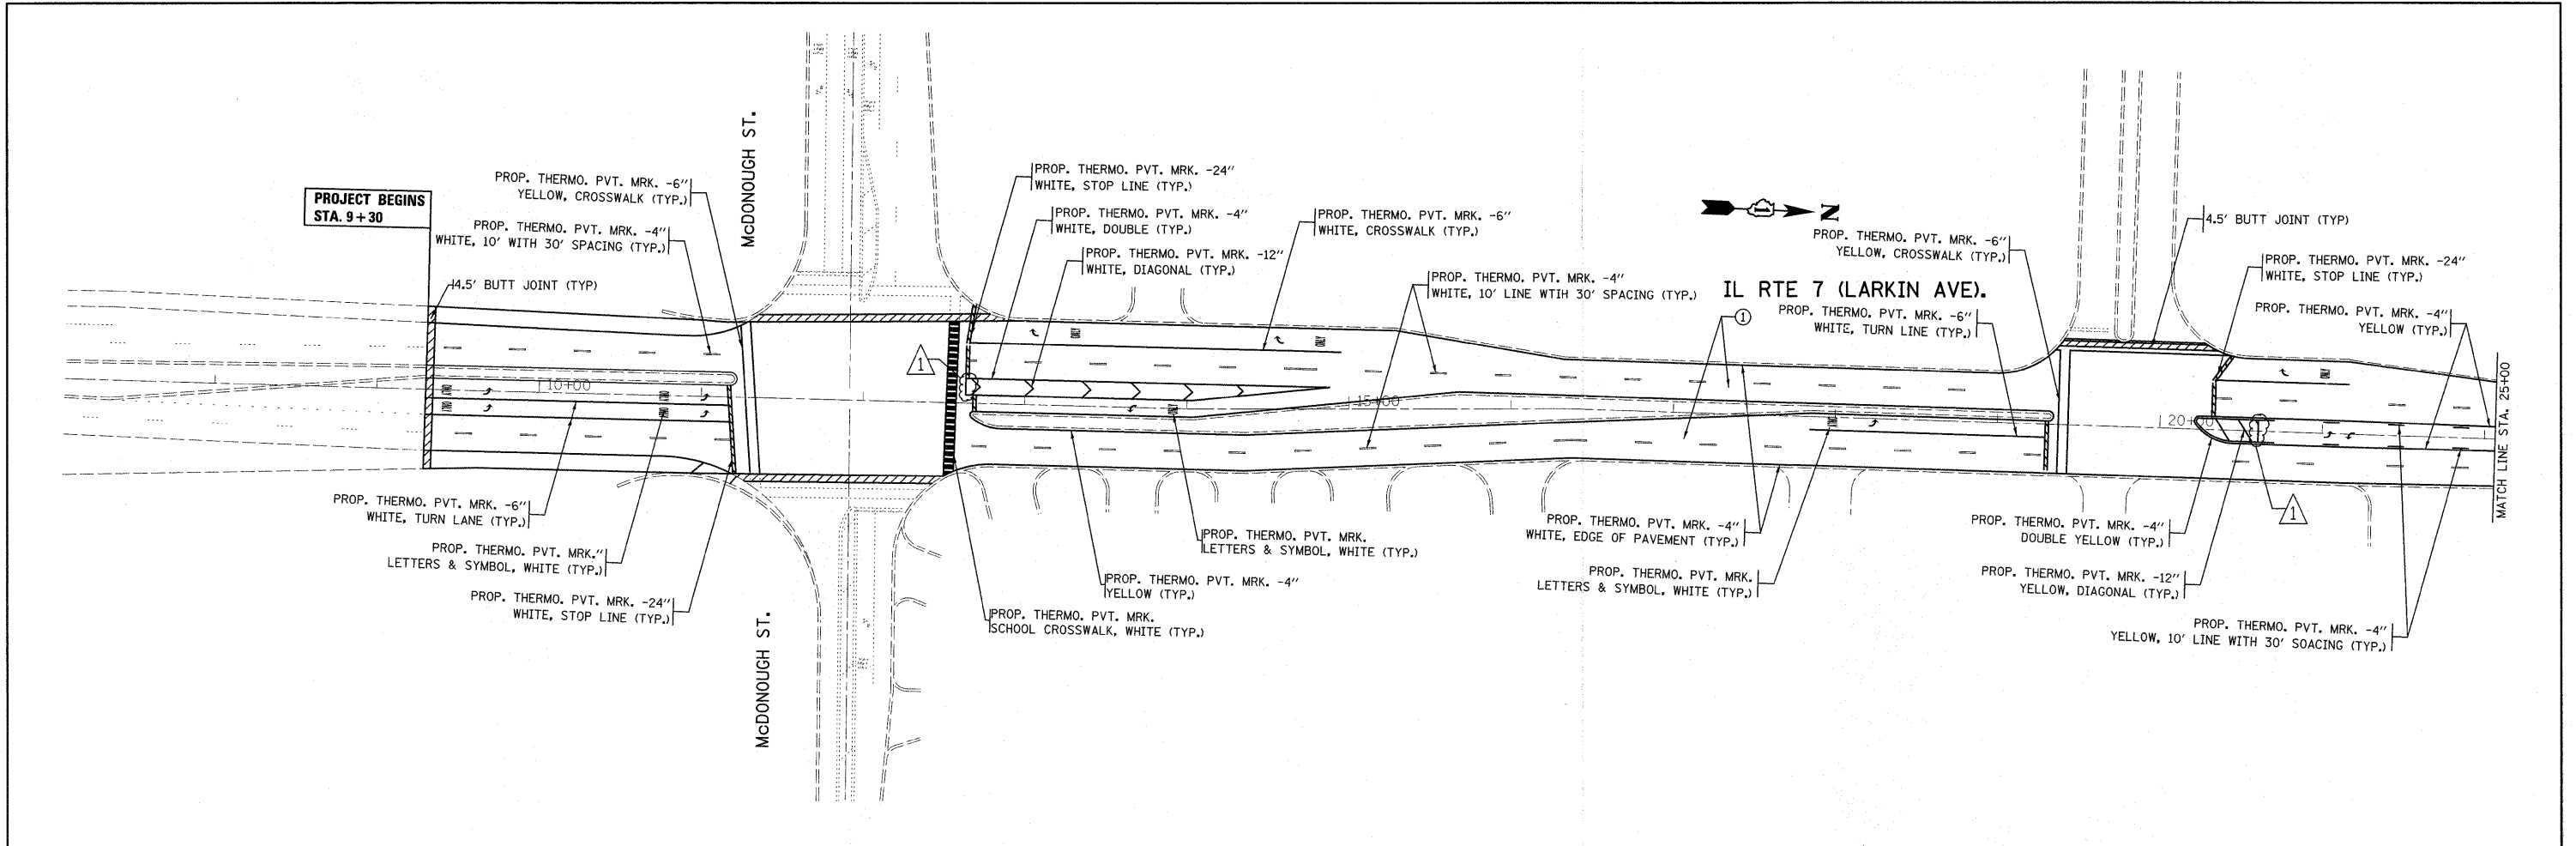 PROJECT BEGINS
STA. 9+30
PROP. THERMO. PVT. MRK. -6"
YELLOW, CROSSWALK (TYP.)
PROP. THERMO. PVT. MRK. -4"
WHITE, 10' WITH 30' SPACING (TYP.)
4.5' BUTT JOINT (TYP)
McDONOUGH ST.
PROP. THERMO. PVT. MRK. -24"
WHITE, STOP LINE (TYP.)
PROP. THERMO. PVT. MRK. -4"
WHITE, DOUBLE (TYP.)
PROP. THERMO. PVT. MRK. -12"
WHITE, DIAGONAL (TYP.)
PROP. THERMO. PVT. MRK. -6"
WHITE, CROSSWALK (TYP.)
PROP. THERMO. PVT. MRK. -4"
WHITE, 10' LINE WTIH 30' SPACING (TYP.)
N
IL RTE 7 (LARKIN AVE).
1
PROP. THERMO. PVT. MRK. -6"
YELLOW, CROSSWALK (TYP.)
PROP. THERMO. PVT. MRK. -6"
WHITE, TURN LINE (TYP.)
4.5' BUTT JOINT (TYP)
PROP. THERMO. PVT. MRK. -24"
WHITE, STOP LINE (TYP.)
PROP. THERMO. PVT. MRK. -4"
YELLOW (TYP.)
1
10+00
15+00
20+00
MATCH LINE STA. 25+00
PROP. THERMO. PVT. MRK. -6"
WHITE, TURN LANE (TYP.)
PROP. THERMO. PVT. MRK."
LETTERS & SYMBOL, WHITE (TYP.)
PROP. THERMO. PVT. MRK. -24"
WHITE, STOP LINE (TYP.)
McDONOUGH ST.
PROP. THERMO. PVT. MRK.
LETTERS & SYMBOL, WHITE (TYP.)
PROP. THERMO. PVT. MRK. -4"
YELLOW (TYP.)
PROP. THERMO. PVT. MRK.
SCHOOL CROSSWALK, WHITE (TYP.)
PROP. THERMO. PVT. MRK. -4"
WHITE, EDGE OF PAVEMENT (TYP.)
PROP. THERMO. PVT. MRK.
LETTERS & SYMBOL, WHITE (TYP.)
PROP. THERMO. PVT. MRK. -4"
DOUBLE YELLOW (TYP.)
1
PROP. THERMO. PVT. MRK. -12"
YELLOW, DIAGONAL (TYP.)
PROP. THERMO. PVT. MRK. -4"
YELLOW, 10' LINE WITH 30' SOACING (TYP.)